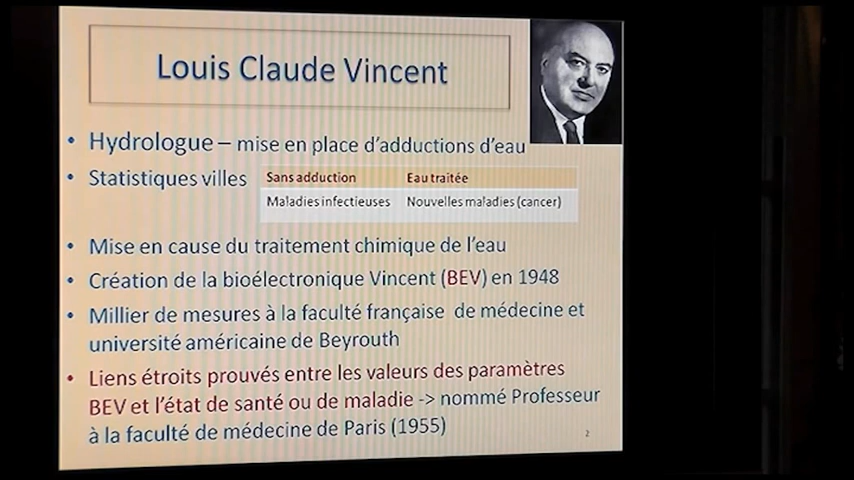 Louis Claude Vincent
• Hydrologue – mise en place d'adductions d'eau
• Statistiques villes
Sans adduction Eau traitée
Maladies infectieuses Nouvelles maladies (cancer)
• Mise en cause du traitement chimique de l'eau
• Création de la bioélectronique Vincent (BEV) en 1948
• Millier de mesures à la faculté française de médecine et
université américaine de Beyrouth
• Liens étroits prouvés entre les valeurs des paramètres
BEV et l'état de santé ou de maladie -> nommé Professeur
à la faculté de médecine de Paris (1955)
2